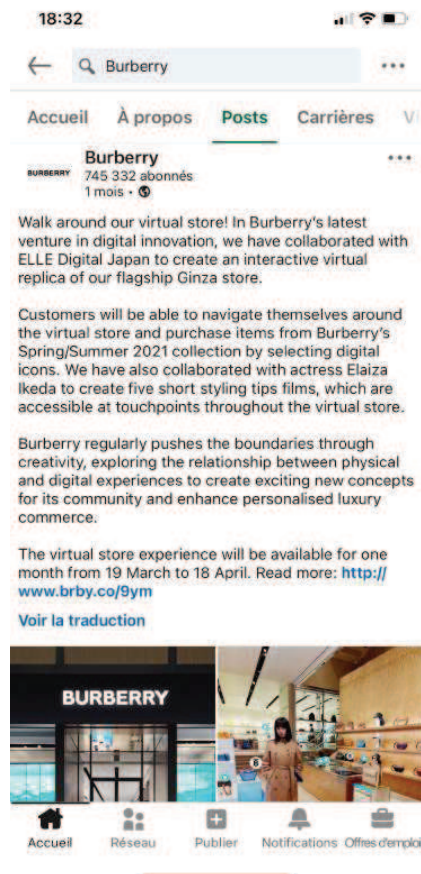 18:32
Burberry
Accueil À propos Posts Carrières Vi
BURBERRY
Burberry
745 332 abonnés
1 mois •
Walk around our virtual store! In Burberry's latest
venture in digital innovation, we have collaborated with
ELLE Digital Japan to create an interactive virtual
replica of our flagship Ginza store.
Customers will be able to navigate themselves around
the virtual store and purchase items from Burberry's
Spring/Summer 2021 collection by selecting digital
icons. We have also collaborated with actress Elaiza
Ikeda to create five short styling tips films, which are
accessible at touchpoints throughout the virtual store.
Burberry regularly pushes the boundaries through
creativity, exploring the relationship between physical
and digital experiences to create exciting new concepts
for its community and enhance personalised luxury
commerce.
The virtual store experience will be available for one
month from 19 March to 18 April. Read more: http://
www.brby.co/9ym
Voir la traduction
BURBERRY
Accueil Réseau Publier Notifications Offres d'emploi